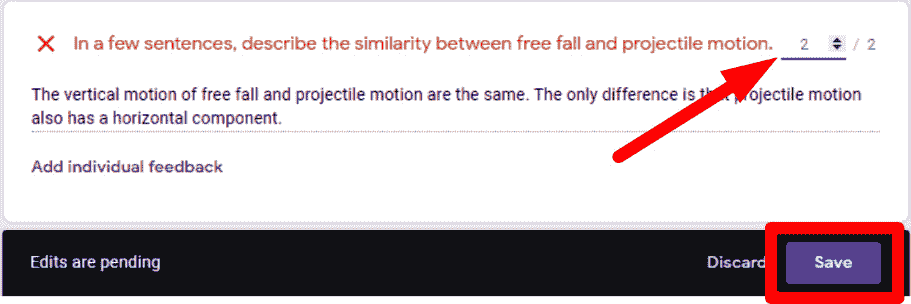 In a few sentences, describe the similarity between free fall and projectile motion. 2 / 2
The vertical motion of free fall and projectile motion are the same. The only difference is that projectile motion
also has a horizontal component.
Add individual feedback
Edits are pending Discard Save